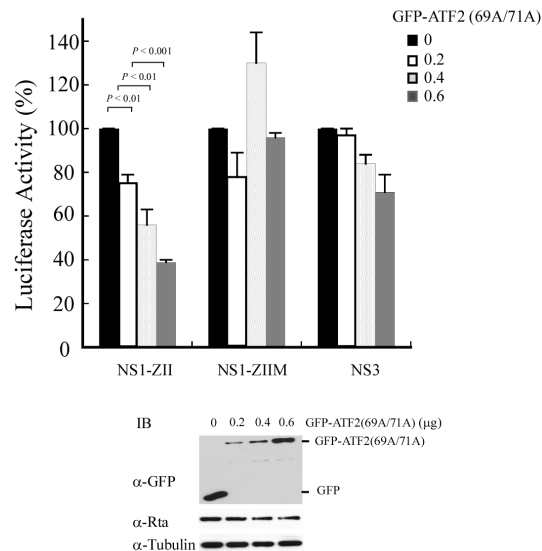 GFP-ATF2 (69A/71A)
0
0.2
0.4
0.6
Luciferase Activity (%)
140
120
100
80
60
40
20
0
P < 0.001
P < 0.01
P < 0.01
NS1-ZII NS1-ZIIM NS3
IB 0 0.2 0.4 0.6 GFP-ATF2(69A/71A) (μg)
GFP-ATF2(69A/71A)
α-GFP
GFP
α-Rta
α-Tubulin